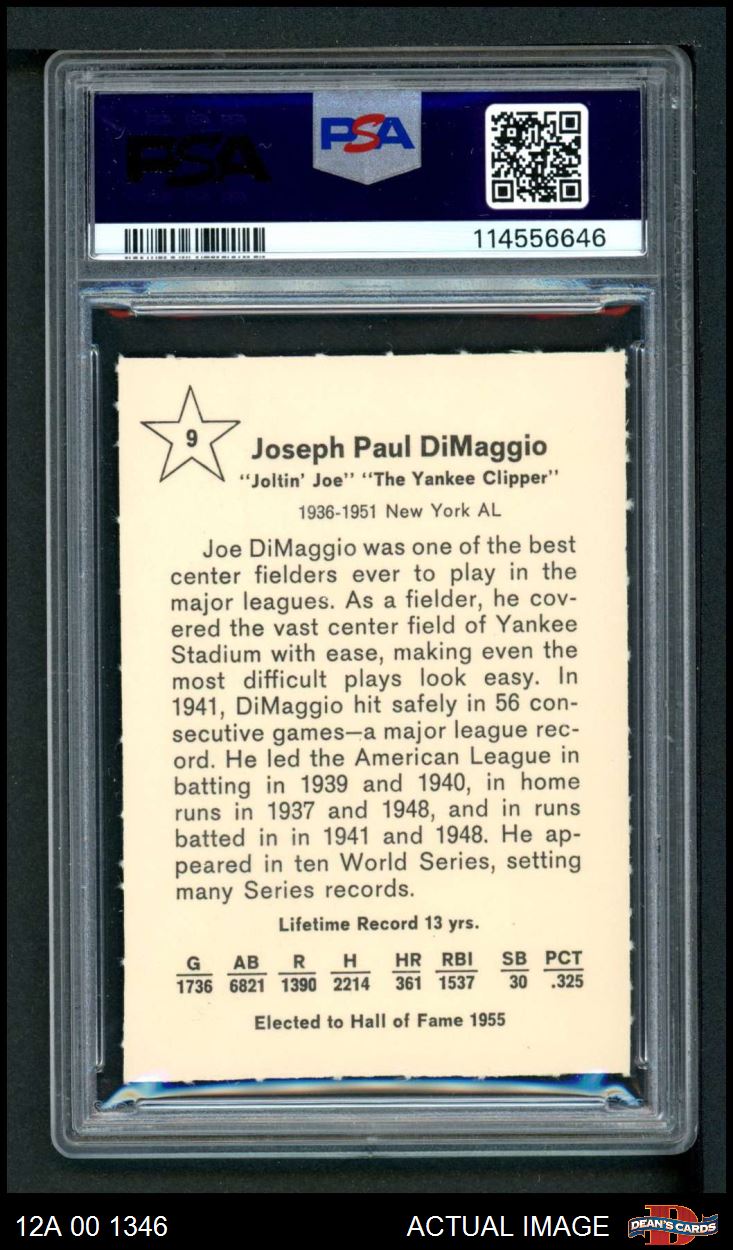 PSA
PSA
114556646
9
Joseph Paul DiMaggio
"Joltin' Joe" "The Yankee Clipper"
1936-1951 New York AL
Joe DiMaggio was one of the best
center fielders ever to play in the
major leagues. As a fielder, he cov-
ered the vast center field of Yankee
Stadium with ease, making even the
most difficult plays look easy. In
1941, DiMaggio hit safely in 56 con-
secutive games—a major league rec-
ord. He led the American League in
batting in 1939 and 1940, in home
runs in 1937 and 1948, and in runs
batted in in 1941 and 1948. He ap-
peared in ten World Series, setting
many Series records.
Lifetime Record 13 yrs.
G AB R H HR RBI SB PCT
1736 6821 1390 2214 361 1537 30 .325
Elected to Hall of Fame 1955
12A 00 1346 ACTUAL IMAGE DEAN'S CARDS